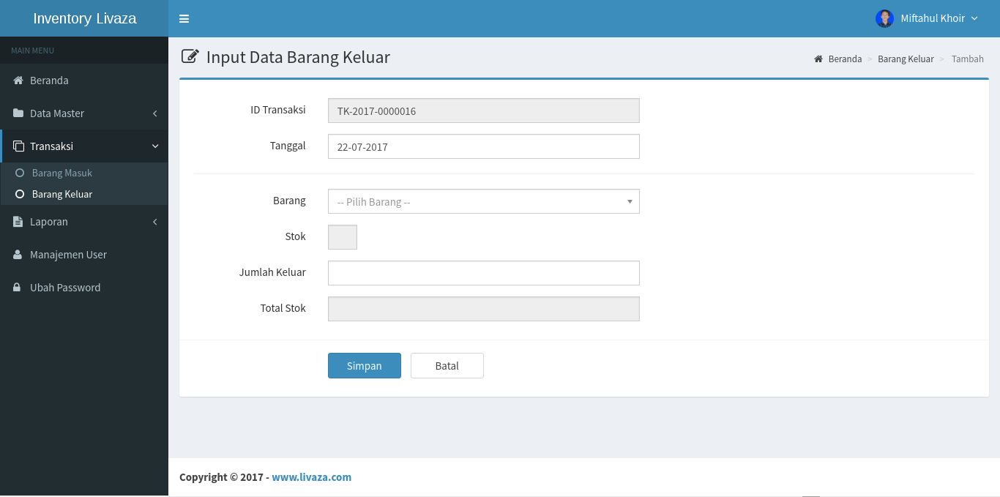 Inventory Livaza
Miftahul Khoir
MAIN MENU
Beranda
Data Master
Transaksi
Barang Masuk
Barang Keluar
Laporan
Manajemen User
Ubah Password
Input Data Barang Keluar
Beranda > Barang Keluar > Tambah
ID Transaksi TK-2017-0000016
Tanggal 22-07-2017
Barang -- Pilih Barang --
Stok
Jumlah Keluar
Total Stok
Simpan Batal
Copyright © 2017 - www.livaza.com